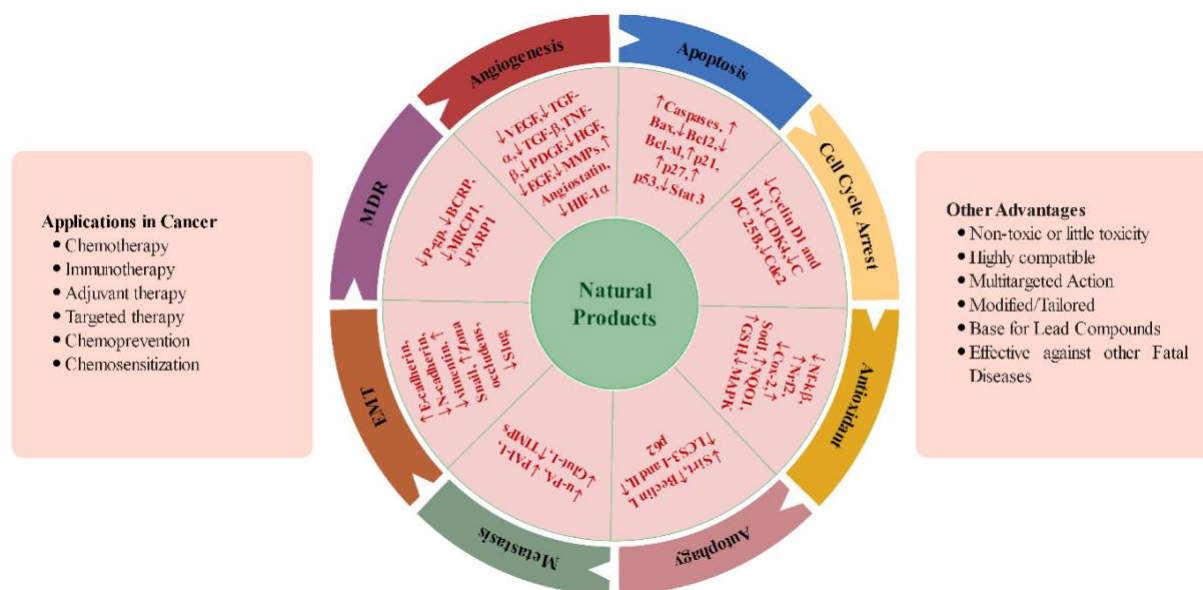 Applications in Cancer
• Chemotherapy
• Immunotherapy
• Adjuvant therapy
• Targeted therapy
• Chemoprevention
• Chemosensitization
Angiogenesis
Apoptosis
Cell Cycle Arrest
Antioxidant
Autophagy
Metastasis
EMT
MDR
↓VEGF,↓TGF-
α,↓TGF-β,TNF-
β,↓PDGF,↓HGF,
↓EGF,↓MMPs,↑
Angiostatin,
↓HIF-1α
↑Caspases, ↑
Bax,↓Bcl2,↓
Bcl-xl,↑p21,
↑p27,↑
p53,↓Stat 3
↓Cyclin D1 and
B1,↓CDK4,↓C
DC 25B,↓Cdk2
↓NFkβ,
↑Nrf2,
↓Cox-2,↑
Sod1,↑NQO1,
↑GSH,↓MAPK
↓Sirt,↑Beclin 1,
↑LCS3-I and II,↑
p62
↓u-PA,↓PAI-1,
↓Glut-1,↑TIMPs
↑E-cadherin,
↓N-cadherin,
↓vimentin,↓
Snail,↑Zona
occludens,
↓Slug
↓P-gp,↓BCRP,
↓MRCP1,
↓PARP1
Natural
Products
Other Advantages
• Non-toxic or little toxicity
• Highly compatible
• Multitargeted Action
• Modified/Tailored
• Base for Lead Compounds
• Effective against other Fatal
Diseases